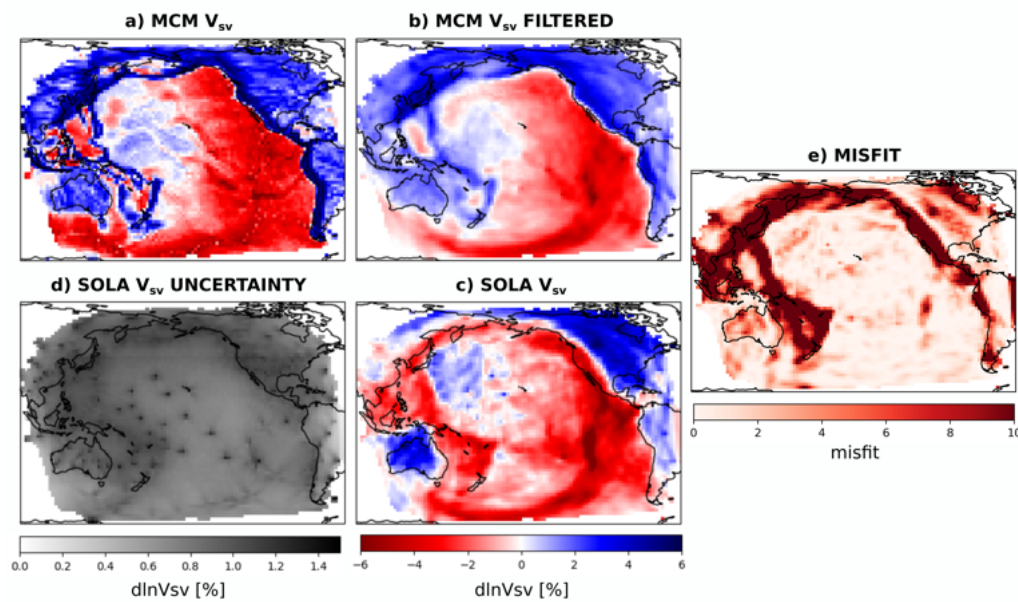 a) MCM Vsv
b) MCM Vsv FILTERED
e) MISFIT
d) SOLA Vsv UNCERTAINTY
c) SOLA Vsv
0 2 4 6 8 10
misfit
0.0 0.2 0.4 0.6 0.8 1.0 1.2 1.4
−6 −4 −2 0 2 4 6
dlnVsv [%]
dlnVsv [%]